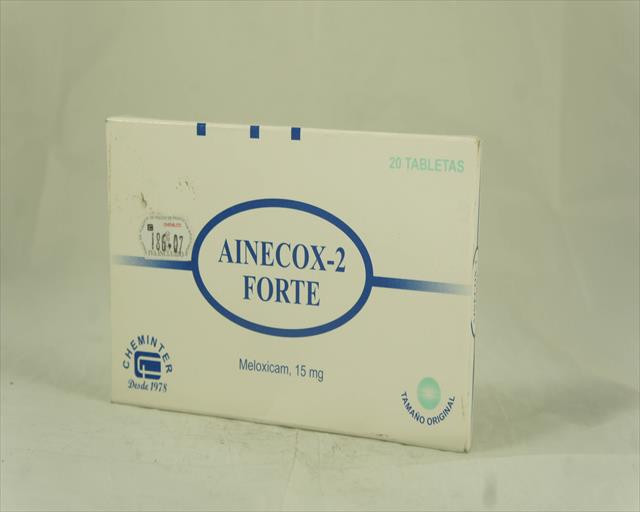 20 TABLETAS
186.07
AINECOX-2
FORTE
Meloxicam, 15 mg
CHEMINTER
Desde 1978
TAMAÑO ORIGINAL